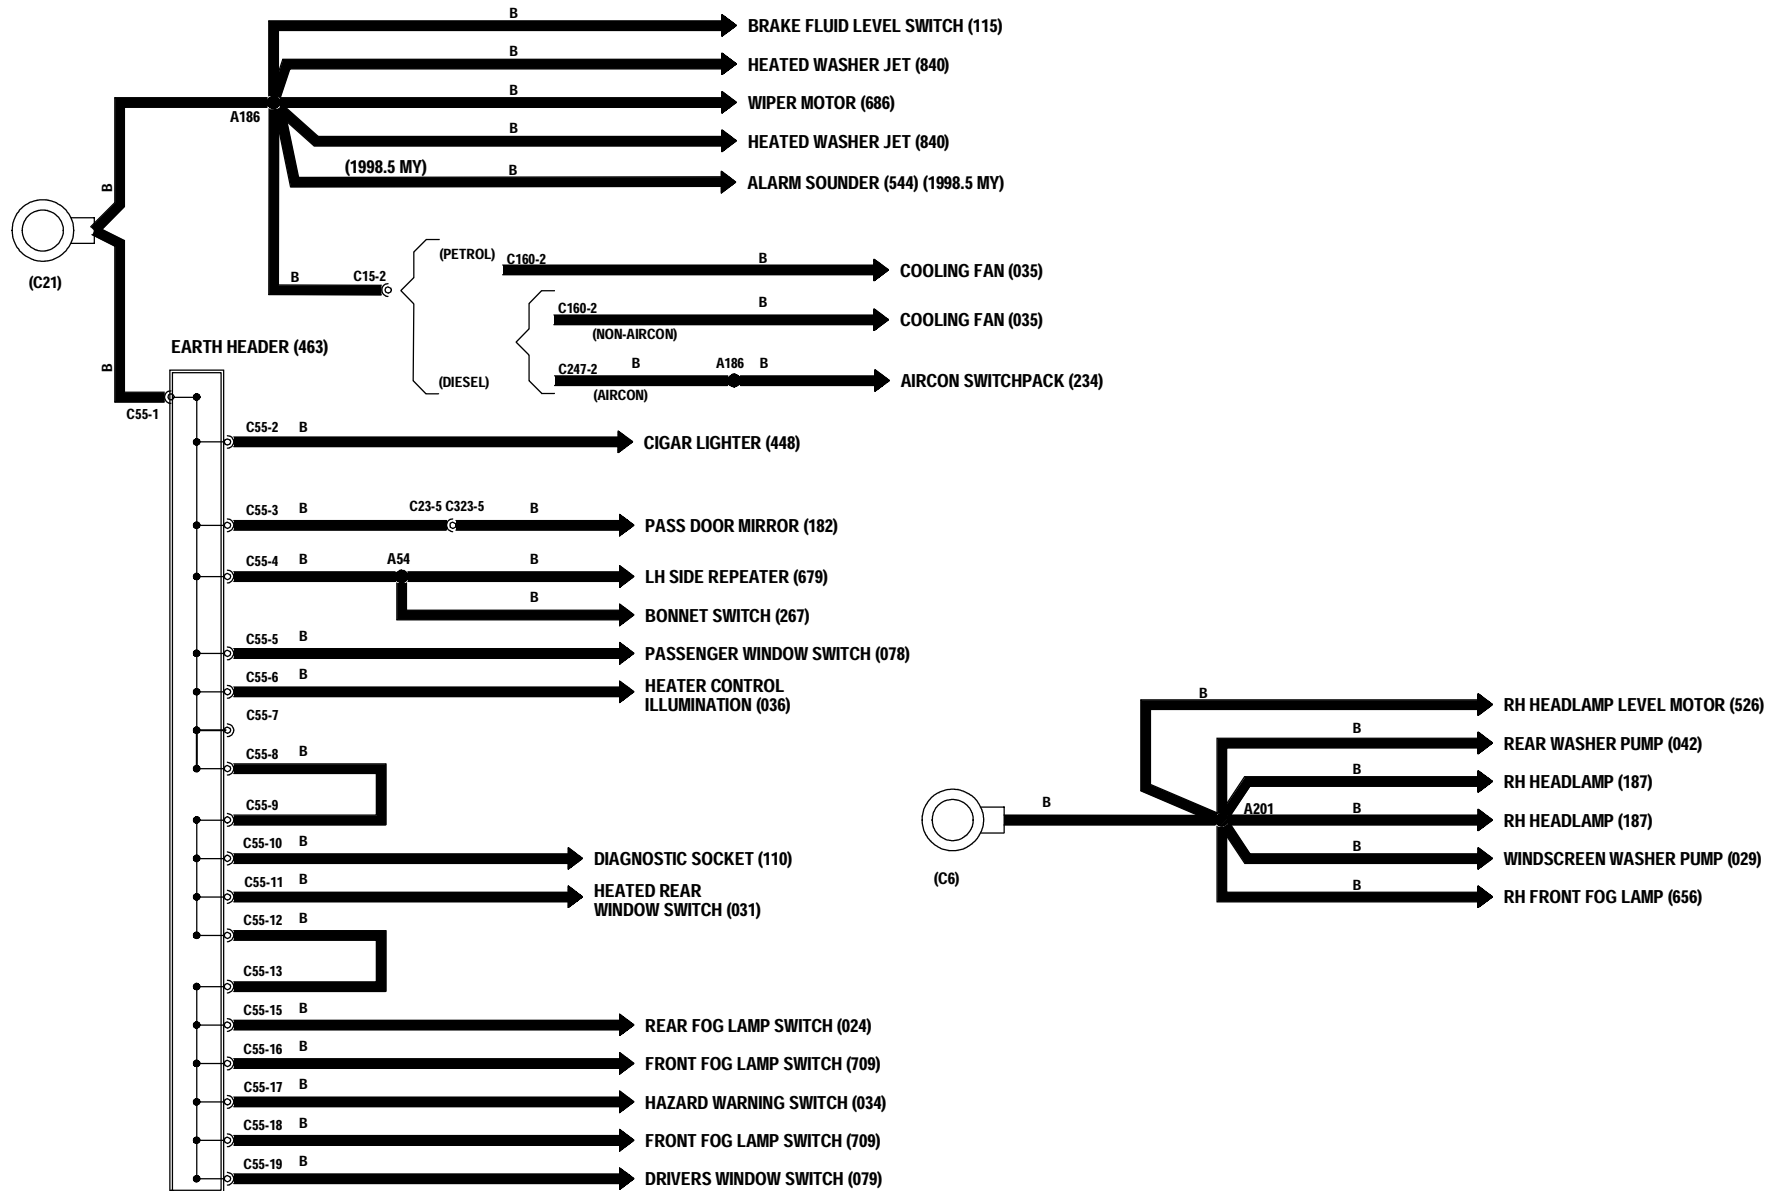 B
BRAKE FLUID LEVEL SWITCH (115)
B
HEATED WASHER JET (840)
B
WIPER MOTOR (686)
A186
B
HEATED WASHER JET (840)
(1998.5 MY)
B
ALARM SOUNDER (544) (1998.5 MY)
B
(C21)
B
C15-2
(PETROL)
C160-2
B
COOLING FAN (035)
C160-2
B
COOLING FAN (035)
(NON-AIRCON)
(DIESEL)
C247-2
B
A186
B
AIRCON SWITCHPACK (234)
(AIRCON)
B
EARTH HEADER (463)
C55-1
C55-2 B
CIGAR LIGHTER (448)
C55-3 B
C23-5 C323-5
B
PASS DOOR MIRROR (182)
C55-4 B
A54
B
LH SIDE REPEATER (679)
B
BONNET SWITCH (267)
C55-5 B
PASSENGER WINDOW SWITCH (078)
C55-6 B
HEATER CONTROL
ILLUMINATION (036)
C55-7
C55-8 B
C55-9
C55-10 B
DIAGNOSTIC SOCKET (110)
C55-11 B
HEATED REAR
WINDOW SWITCH (031)
C55-12 B
C55-13
C55-15 B
REAR FOG LAMP SWITCH (024)
C55-16 B
FRONT FOG LAMP SWITCH (709)
C55-17 B
HAZARD WARNING SWITCH (034)
C55-18 B
FRONT FOG LAMP SWITCH (709)
C55-19 B
DRIVERS WINDOW SWITCH (079)
B
RH HEADLAMP LEVEL MOTOR (526)
B
REAR WASHER PUMP (042)
B
RH HEADLAMP (187)
B
A201
B
RH HEADLAMP (187)
B
WINDSCREEN WASHER PUMP (029)
(C6)
B
RH FRONT FOG LAMP (656)